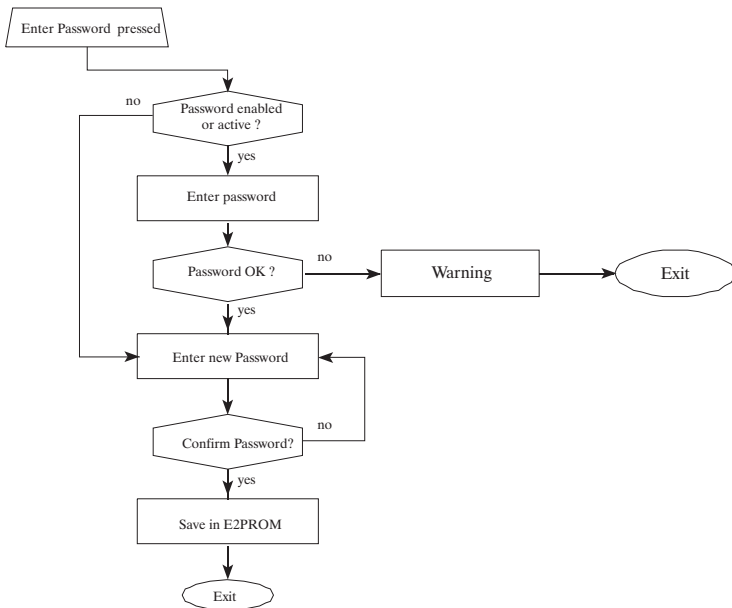 Enter Password pressed
no
Password enabled
or active ?
yes
Enter password
Password OK ?
no
Warning
Exit
yes
Enter new Password
Confirm Password?
no
yes
Save in E2PROM
Exit